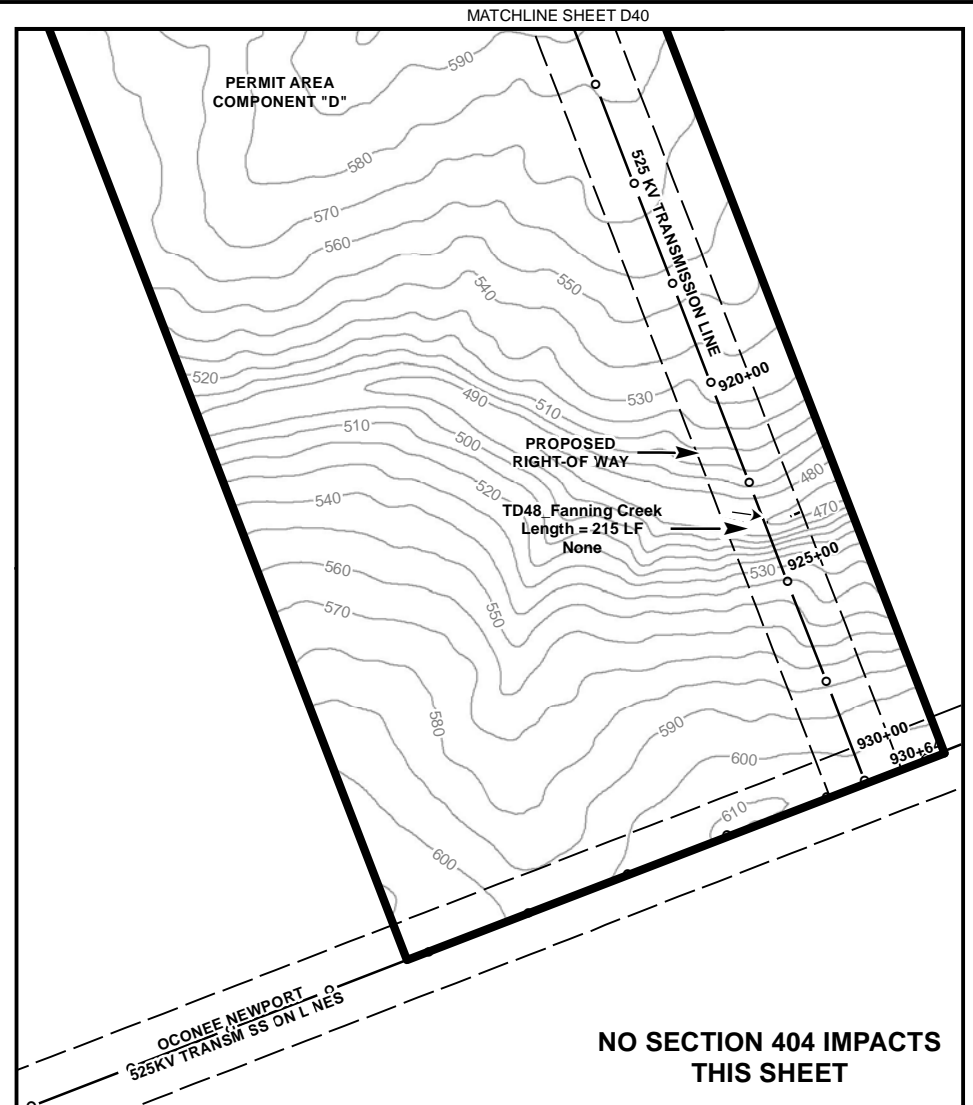 MATCHLINE SHEET D40
590
PERMIT AREA
COMPONENT "D"
580
570
560
525 KV TRANSMISSION LINE
550
540
520
920+00
490
530
510
510
500
PROPOSED
RIGHT-OF WAY
480
520
540
TD48_Fanning Creek
Length = 215 LF
None
470
925+00
530
560
570
550
580
590
930+00
600
930+64
610
600
OCONEE NEWPORT
525KV TRANSM SS ON L NES
NO SECTION 404 IMPACTS
THIS SHEET